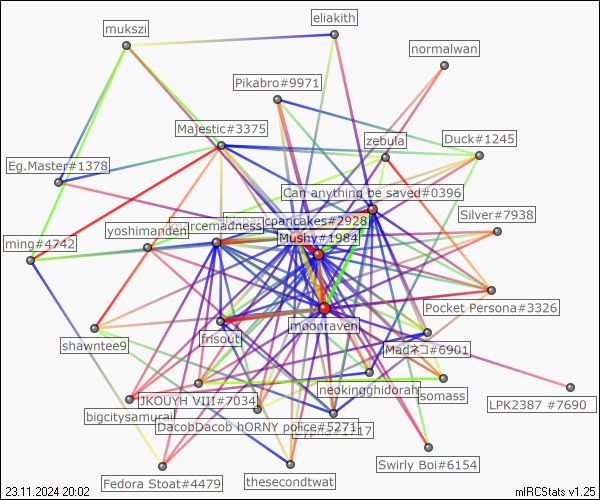 eliakith
mukszi
normalwan
Pikabro#9971
Majestic#3375
zebula
Duck#1245
Eg.Master#1378
Can anything be saved#0396
Silver#7938
cpancakes#2928
yoshimanden
rcemadness
Mushy#1984
ming#4742
Pocket Persona#3326
moonraven
frisout
shawntee9
Madネコ#6901
neokingghidorah
somass
JKOUYH VIII#7034
LPK2387 #7690
bigcitysamurai
DacobDacob hORNY police#5271
#1717
Swirly Boi#6154
Fedora Stoat#4479
thesecondtwat
23.11.2024 20:02
mIRCStats v1.25